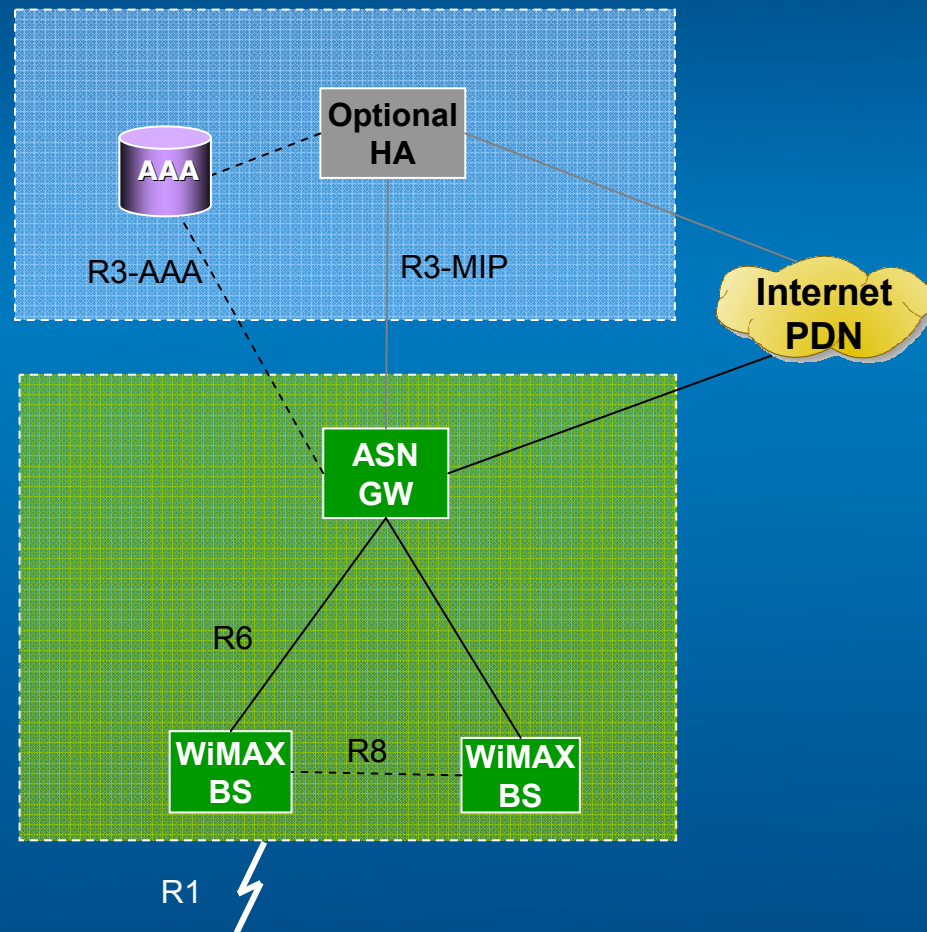 Optional
HA
AAA
R3-AAA
R3-MIP
Internet
PDN
ASN
GW
R6
WiMAX
BS
R8
WiMAX
BS
R1